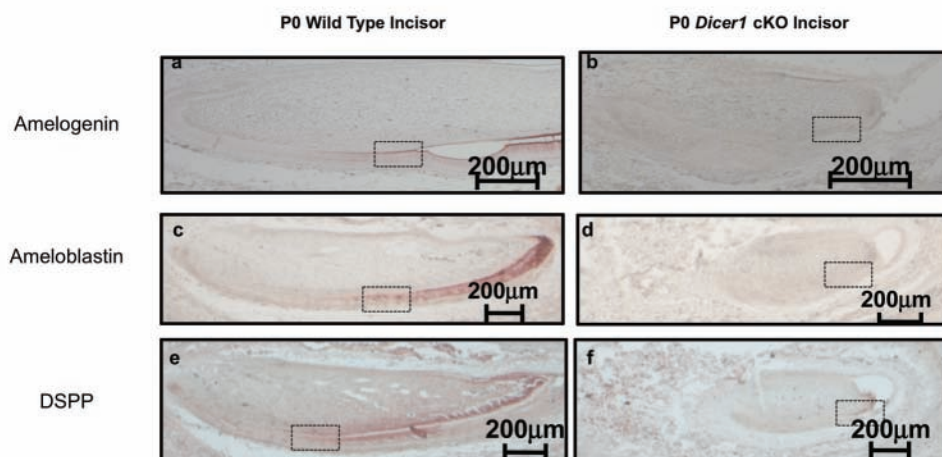 P0 Wild Type Incisor
P0 Dicer1 cKO Incisor
Amelogenin
a
200μm
b
200μm
Ameloblastin
c
200μm
d
200μm
DSPP
e
200μm
f
200μm